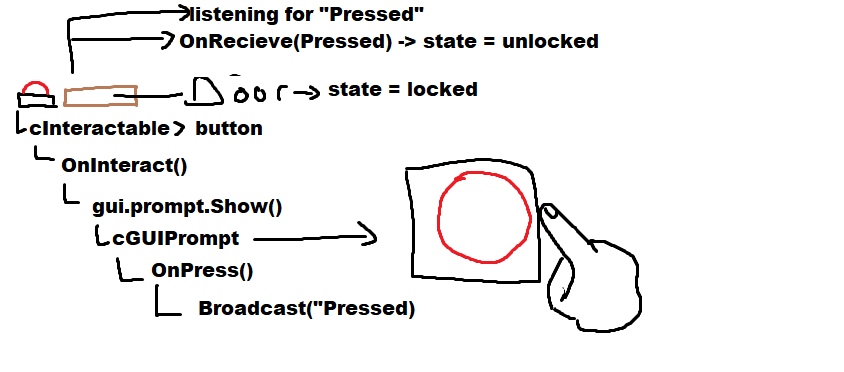 listening for "Pressed"
OnRecieve(Pressed) -> state = unlocked
Door state = locked
cInteractable > button
OnInteract()
gui.prompt.Show()
cGUIPrompt
OnPress()
Broadcast("Pressed)